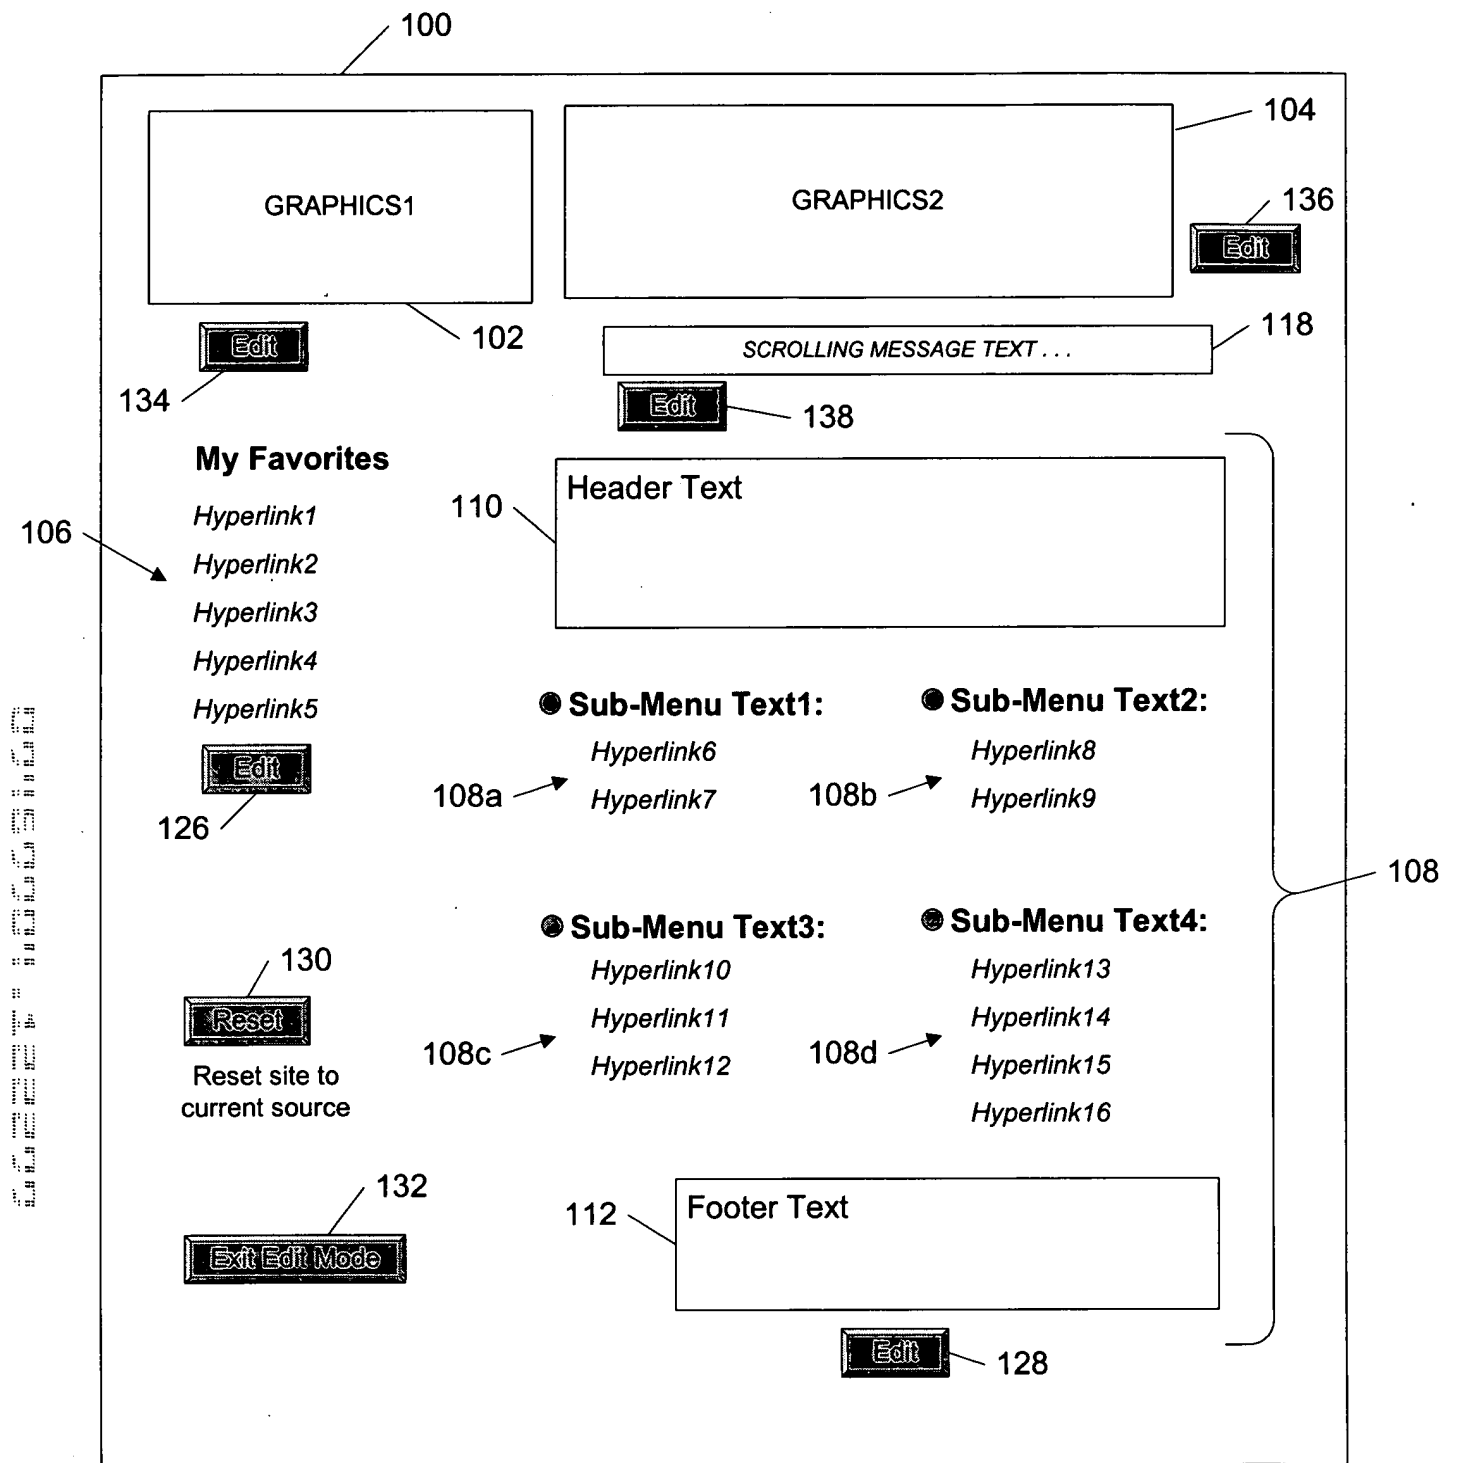 100
104
GRAPHICS1
GRAPHICS2
136
Edit
102
118
Edit
SCROLLING MESSAGE TEXT . . .
134
Edit
138
My Favorites
110
Header Text
106
Hyperlink1
Hyperlink2
Hyperlink3
Hyperlink4
Hyperlink5
Edit
126
Sub-Menu Text1:
Hyperlink6
108a
Hyperlink7
Sub-Menu Text2:
Hyperlink8
108b
Hyperlink9
108
130
Reset
Reset site to
current source
Sub-Menu Text3:
Hyperlink10
Hyperlink11
108c
Hyperlink12
Sub-Menu Text4:
Hyperlink13
Hyperlink14
108d
Hyperlink15
Hyperlink16
132
Exit Edit Mode
112
Footer Text
Edit
128